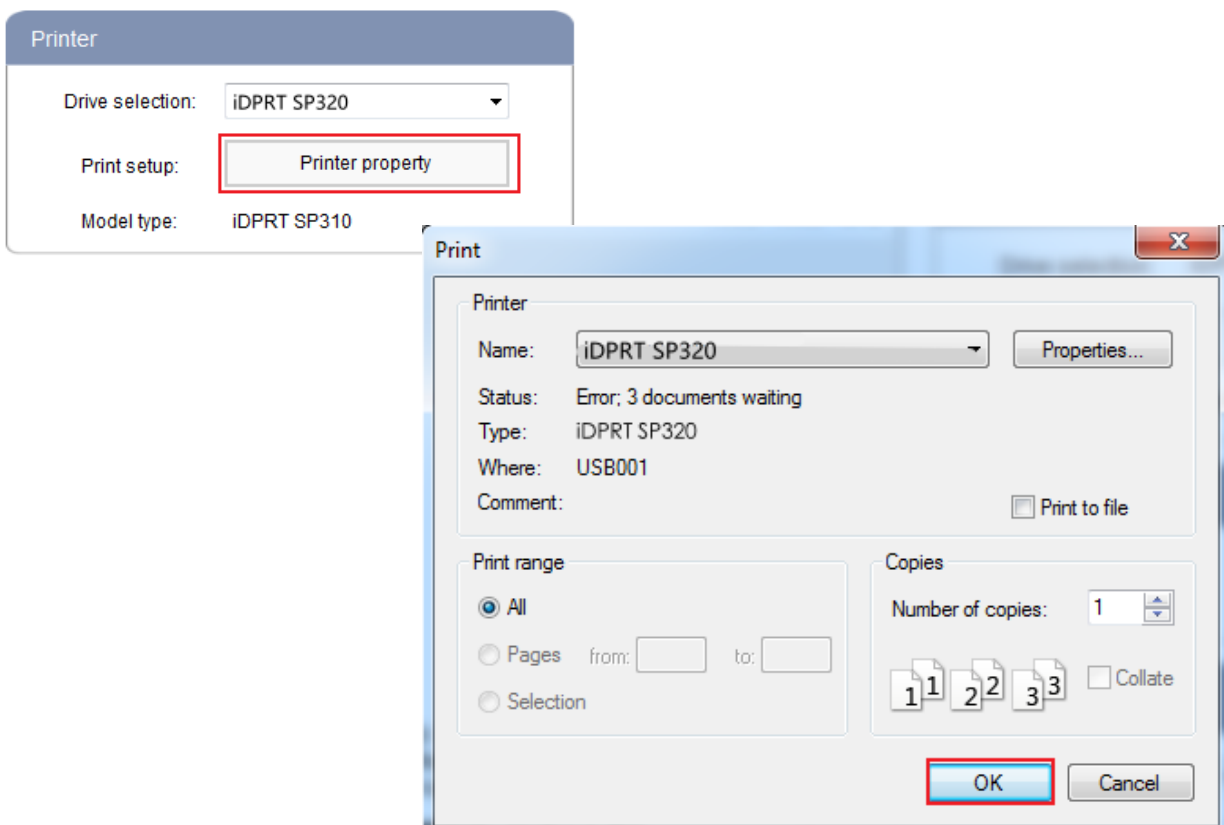 Printer
Drive selection: iDPRT SP320
Print setup: Printer property
Model type: iDPRT SP310
Print
Printer
Name: iDPRT SP320 Properties...
Status: Error; 3 documents waiting
Type: iDPRT SP320
Where: USB001
Comment:
Print to file
Print range
All
Pages from: to:
Selection
Copies
Number of copies: 1
1 1 2 2 3 3 Collate
OK Cancel